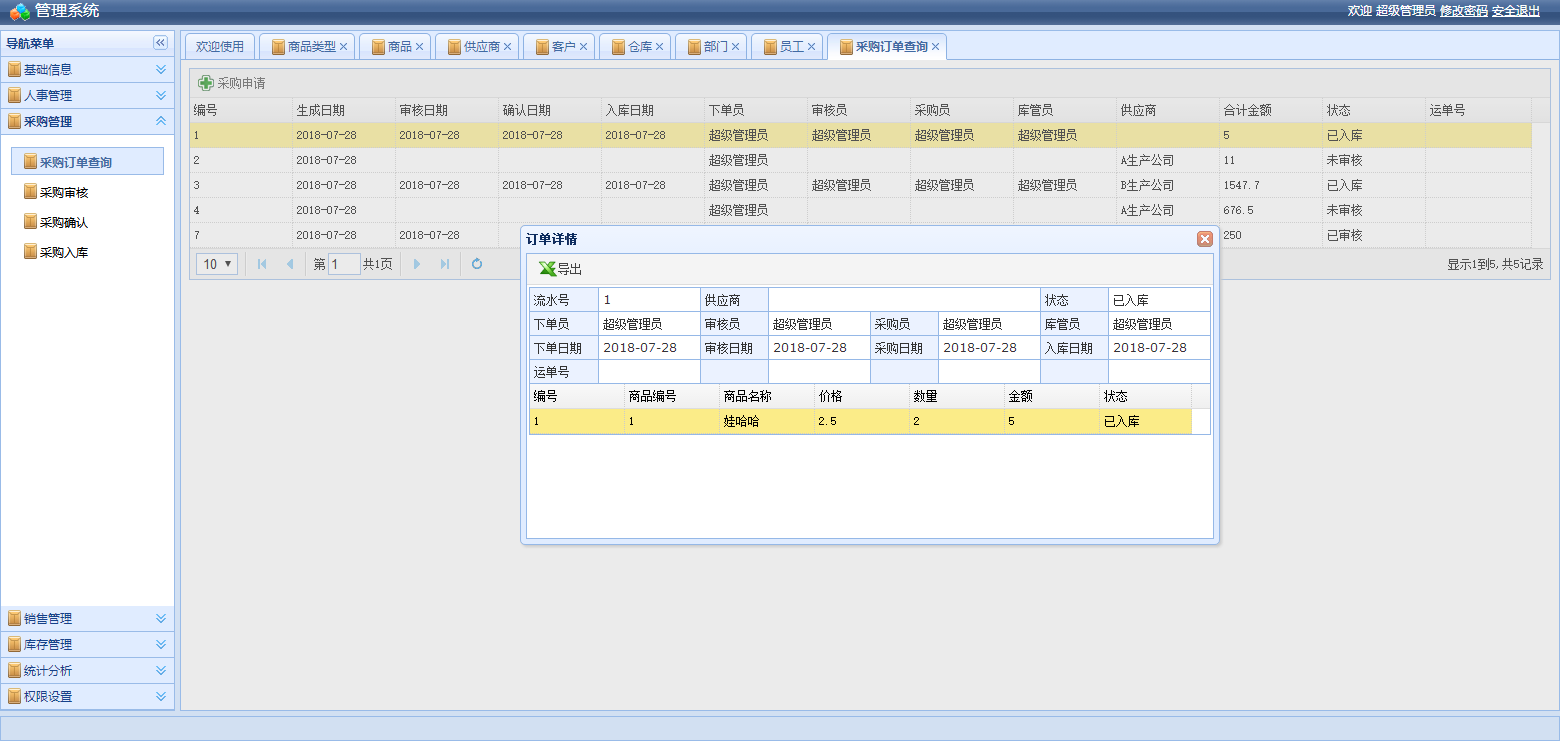 管理系统
欢迎 超级管理员 修改密码 安全退出
导航菜单
基础信息
人事管理
采购管理
采购订单查询
采购审核
采购确认
采购入库
销售管理
库存管理
统计分析
权限设置
欢迎使用 商品类型 商品 供应商 客户 仓库 部门 员工 采购订单查询
采购申请
编号 生成日期 审核日期 确认日期 入库日期 下单员 审核员 采购员 库管员 供应商 合计金额 状态 运单号
1 2018-07-28 2018-07-28 2018-07-28 2018-07-28 超级管理员 超级管理员 超级管理员 超级管理员 5 已入库
2 2018-07-28 超级管理员 A生产公司 11 未审核
3 2018-07-28 2018-07-28 2018-07-28 2018-07-28 超级管理员 超级管理员 超级管理员 超级管理员 B生产公司 1547.7 已入库
4 2018-07-28 超级管理员 A生产公司 676.5 未审核
7 2018-07-28 2018-07-28 250 已审核
10 第 1 共1页 显示1到5,共5记录
订单详情
导出
流水号 1 供应商 状态 已入库
下单员 超级管理员 审核员 超级管理员 采购员 超级管理员 库管员 超级管理员
下单日期 2018-07-28 审核日期 2018-07-28 采购日期 2018-07-28 入库日期 2018-07-28
运单号
编号 商品编号 商品名称 价格 数量 金额 状态
1 1 娃哈哈 2.5 2 5 已入库